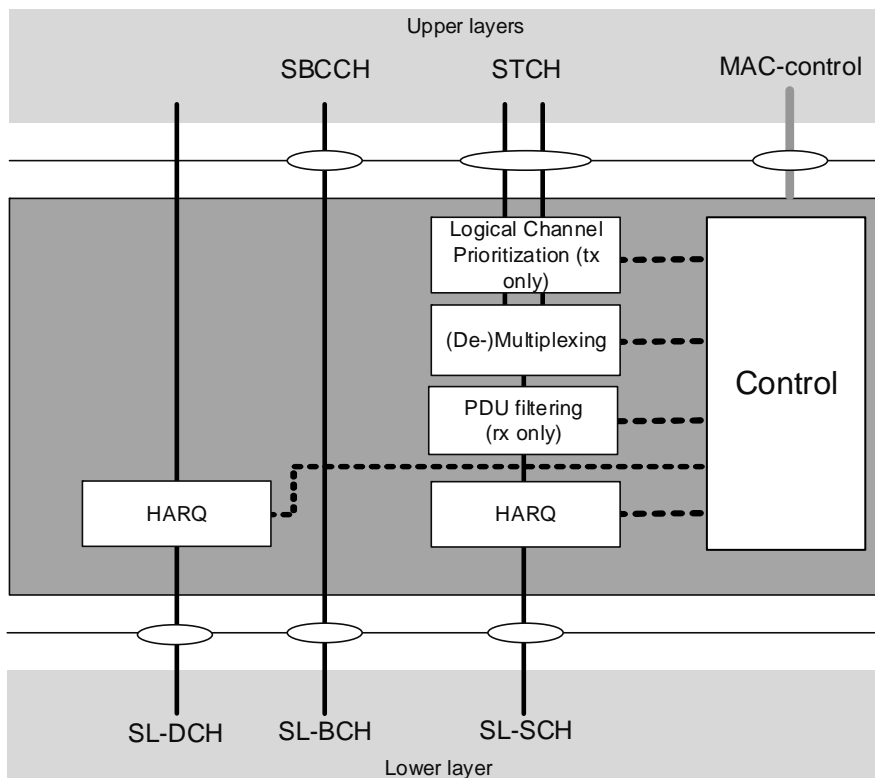 Upper layers
SBCCH
STCH
MAC-control
Logical Channel
Prioritization (tx
only)
(De-)Multiplexing
Control
PDU filtering
(rx only)
HARQ
HARQ
SL-DCH
SL-BCH
SL-SCH
Lower layer